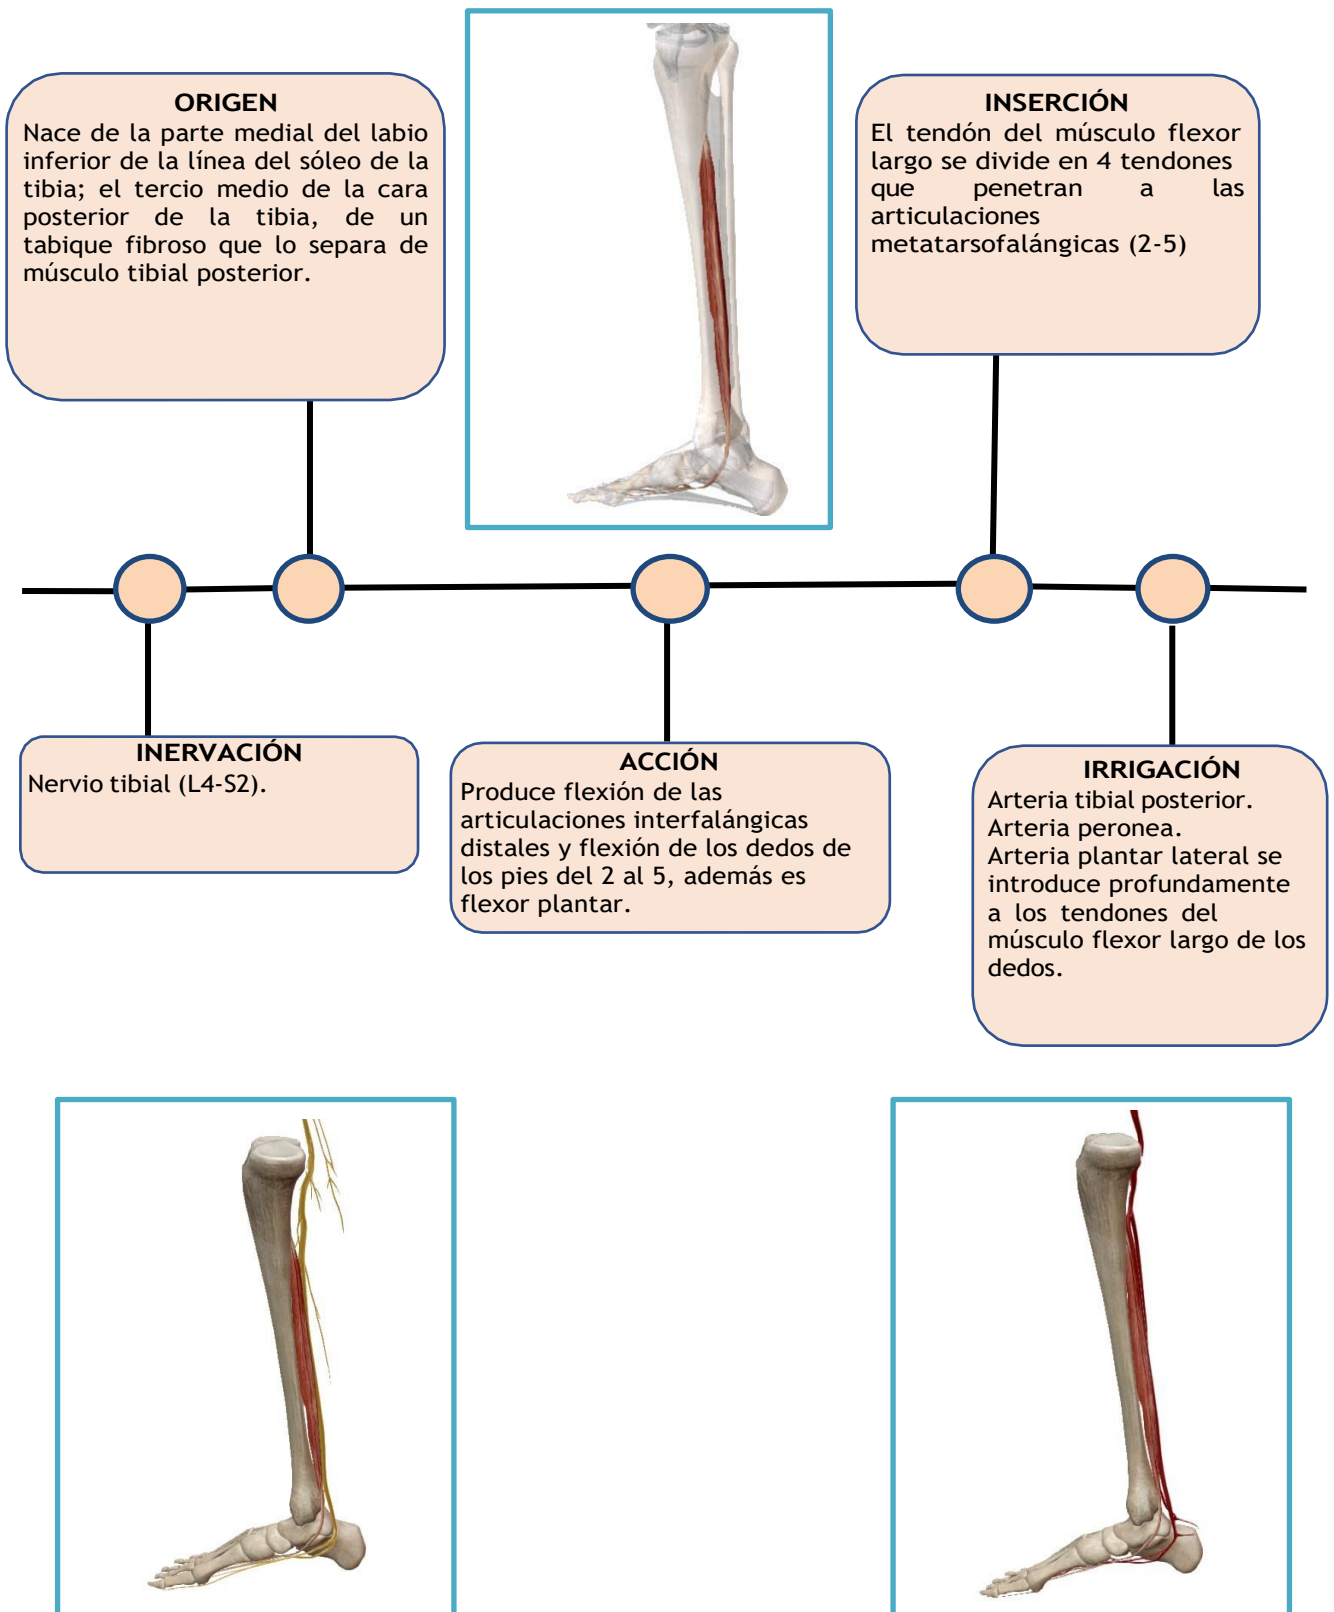 ORIGEN
Nace de la parte medial del labio
inferior de la línea del sóleo de la
tibia; el tercio medio de la cara
posterior de la tibia, de un
tabique fibroso que lo separa de
músculo tibial posterior.
INSERCIÓN
El tendón del músculo flexor
largo se divide en 4 tendones
que penetran a las
articulaciones
metatarsofalángicas (2-5)
INERVACIÓN
Nervio tibial (L4-S2).
ACCIÓN
Produce flexión de las
articulaciones interfalángicas
distales y flexión de los dedos de
los pies del 2 al 5, además es
flexor plantar.
IRRIGACIÓN
Arteria tibial posterior.
Arteria peronea.
Arteria plantar lateral se
introduce profundamente
a los tendones del
músculo flexor largo de los
dedos.